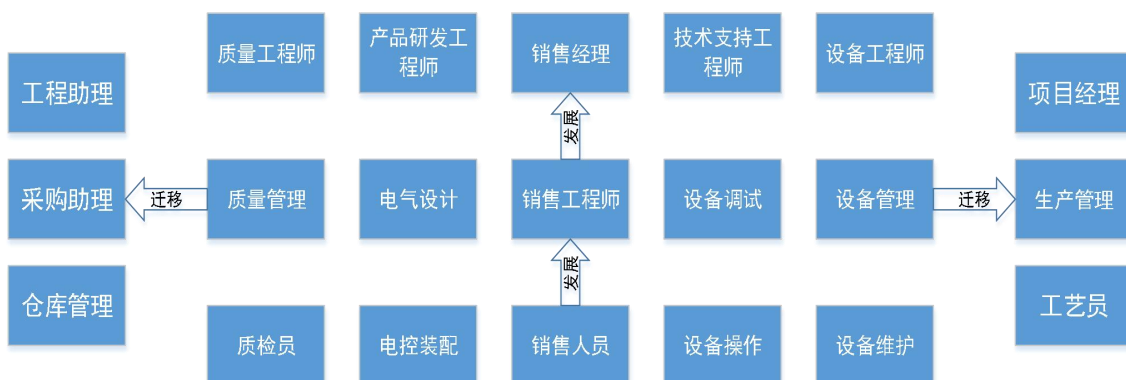 质量工程师
产品研发工
程师
销售经理
技术支持工
程师
设备工程师
工程助理
项目经理
发展
采购助理
迁移
质量管理
电气设计
销售工程师
设备调试
设备管理
迁移
生产管理
发展
仓库管理
工艺员
质检员
电控装配
销售人员
设备操作
设备维护